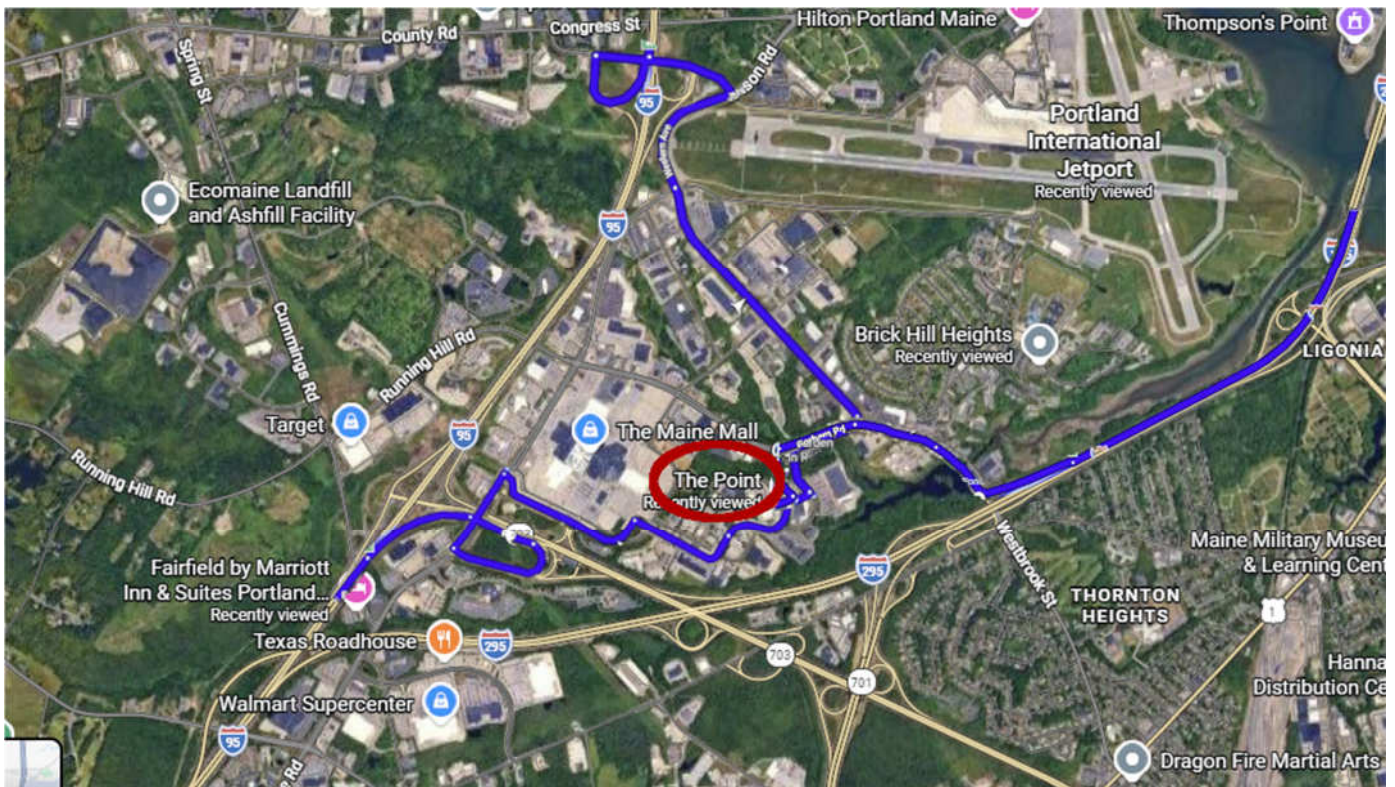 County Rd
Congress St
Hilton Portland Maine
Thompson's Point
Spring St
95
Portland
International
Jetport
Recently viewed
Western Ave
Ecomaine Landfill
and Ashfill Facility
95
Cummings Rd
Running Hill Rd
Brick Hill Heights
Recently viewed
LIGONIA
Target
95
The Maine Mall
Running Hill Rd
The Point
Recently viewed
Westbrook St
Maine Military Museu
& Learning Cent
Fairfield by Marriott
Inn & Suites Portland...
Recently viewed
295
THORNTON
HEIGHTS
1
Texas Roadhouse
295
703
701
Hanna
Distribution Ce
Walmart Supercenter
95
Dragon Fire Martial Arts